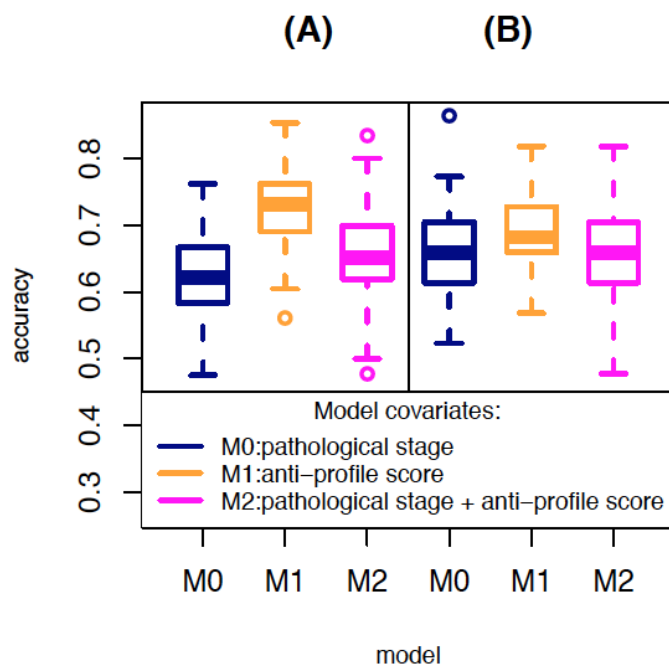 (A) (B)
accuracy
0.8
0.7
0.6
0.5
0.4
0.3
Model covariates:
M0:pathological stage
M1:anti−profile score
M2:pathological stage + anti−profile score
M0 M1 M2 M0 M1 M2
model